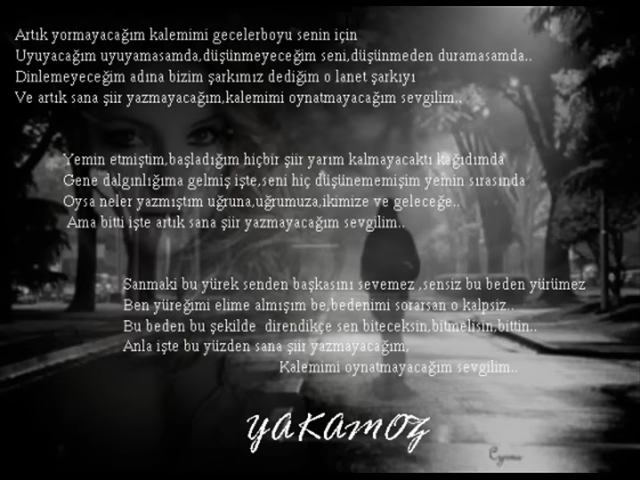 Artık yormayacağım kalemimi gecelerboyu senin için
Uyuyacağım uyuyamasamda,düşünmeyeceğim seni,düşünmeden duramasamda..
Dinlemeyeceğim adına bizim şarkımız dediğim o lanet şarkıyı
Ve artık sana şiir yazmayacağım,kalemimi oynatmayacağım sevgilim..
Yemin etmiştim,başladığım hiçbir şiir yarım kalmayacaktı kağıdımda
Gene dalgınlığıma gelmiş işte,seni hiç düşünememişim yemin sırasında
Oysa neler yazmıştım uğruna,uğrumuza,ikimize ve geleceğe..
Ama bitti işte artık sana şiir yazmayacağım sevgilim..
Sanmaki bu yürek senden başkasını sevemez ,sensiz bu beden yürümez
Ben yüreğimi elime almışım be,bedenimi sorarsan o kalpsiz..
Bu beden bu şekilde direndikçe sen biteceksin,bitmelisin,bittin..
Anla işte bu yüzden sana şiir yazmayacağım,
Kalemimi oynatmayacağım sevgilim..
yakamoz